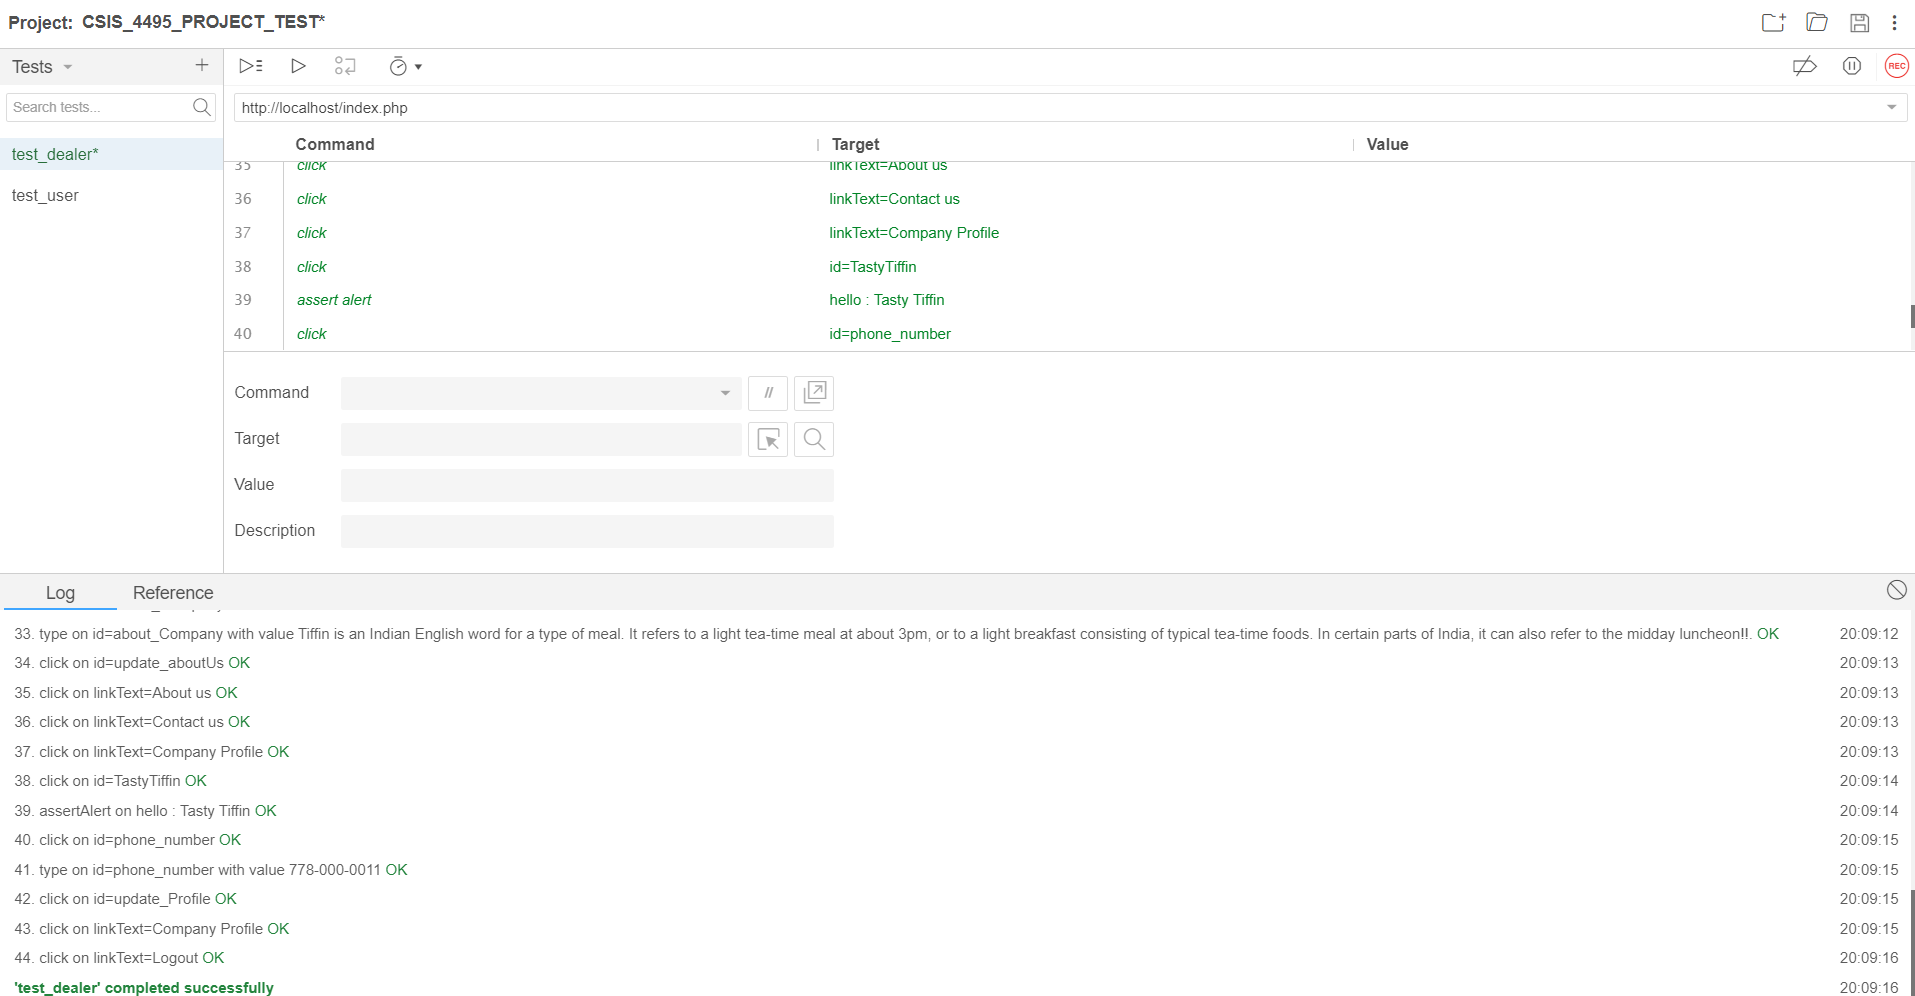 Project: CSIS_4495_PROJECT_TEST*
Tests
Search tests...
test_dealer*
test_user
REC
http://localhost/index.php
Command Target Value
35 click linkText=About us
36 click linkText=Contact us
37 click linkText=Company Profile
38 click id=TastyTiffin
39 assert alert hello : Tasty Tiffin
40 click id=phone_number
Command //
Target
Value
Description
Log Reference
33. type on id=about_Company with value Tiffin is an Indian English word for a type of meal. It refers to a light tea-time meal at about 3pm, or to a light breakfast consisting of typical tea-time foods. In certain parts of India, it can also refer to the midday luncheon!!. OK 20:09:12
34. click on id=update_aboutUs OK 20:09:13
35. click on linkText=About us OK 20:09:13
36. click on linkText=Contact us OK 20:09:13
37. click on linkText=Company Profile OK 20:09:13
38. click on id=TastyTiffin OK 20:09:14
39. assertAlert on hello : Tasty Tiffin OK 20:09:14
40. click on id=phone_number OK 20:09:15
41. type on id=phone_number with value 778-000-0011 OK 20:09:15
42. click on id=update_Profile OK 20:09:15
43. click on linkText=Company Profile OK 20:09:15
44. click on linkText=Logout OK 20:09:16
'test_dealer' completed successfully 20:09:16